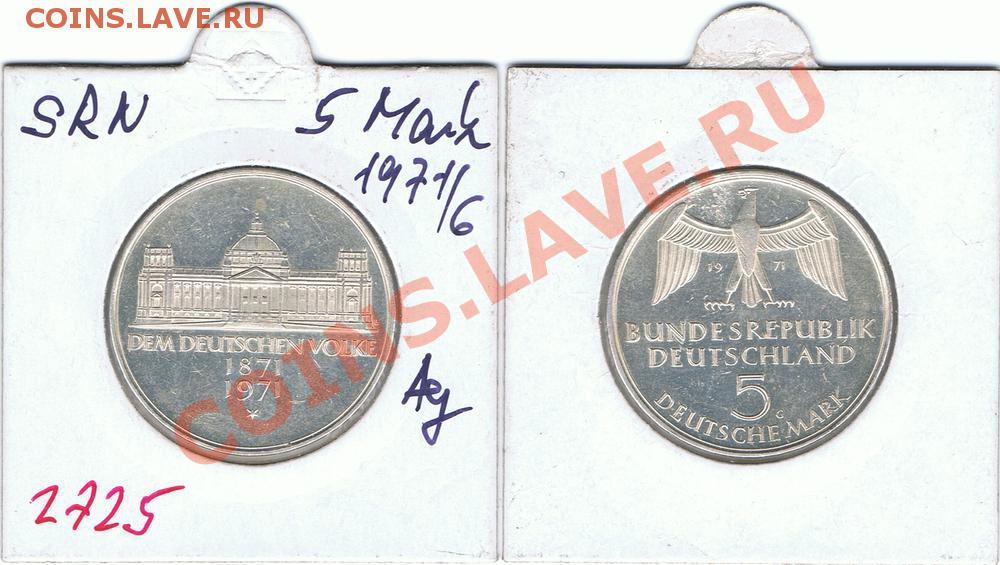 COINS.LAVE.RU
SRN 5 Mark
1971/6
DEM DEUTSCHEN VOLKE
1871
1971
Ag
2725
19 71
BUNDESREPUBLIK
DEUTSCHLAND
5
G
DEUTSCHE MARK
COINS.LAVE.RU